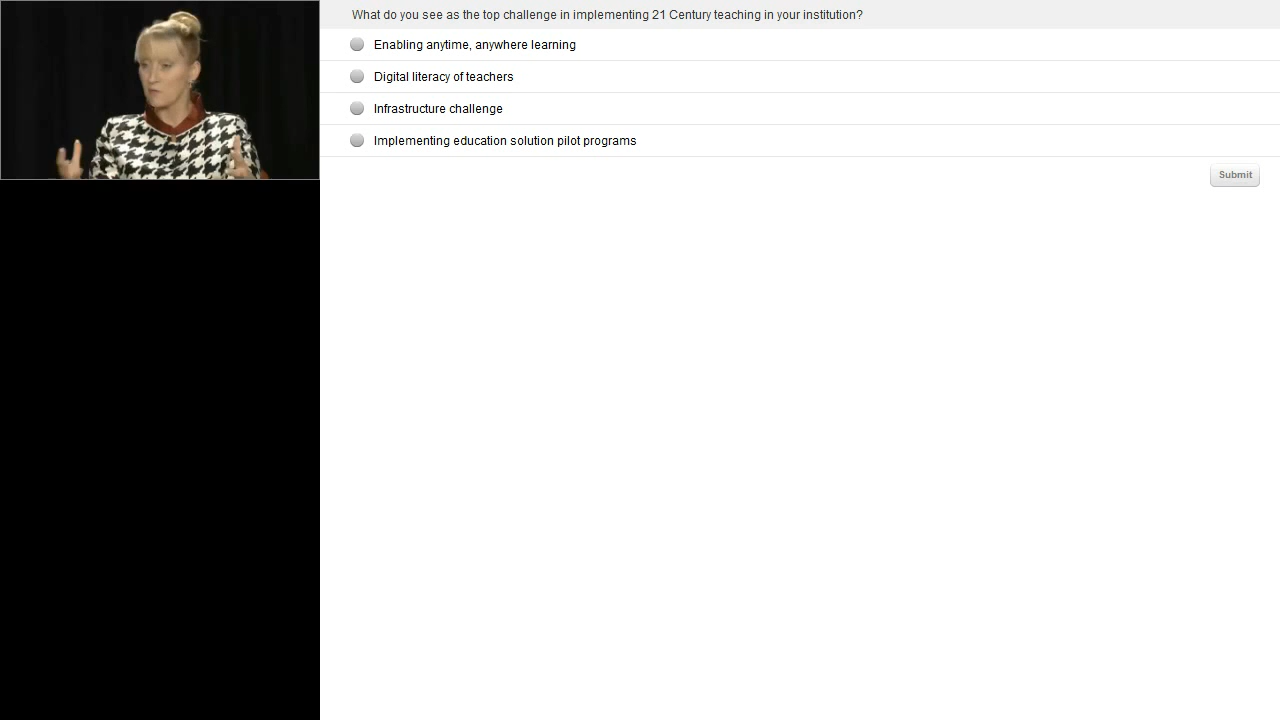 What do you see as the top challenge in implementing 21 Century teaching in your institution?
Enabling anytime, anywhere learning
Digital literacy of teachers
Infrastructure challenge
Implementing education solution pilot programs
Submit